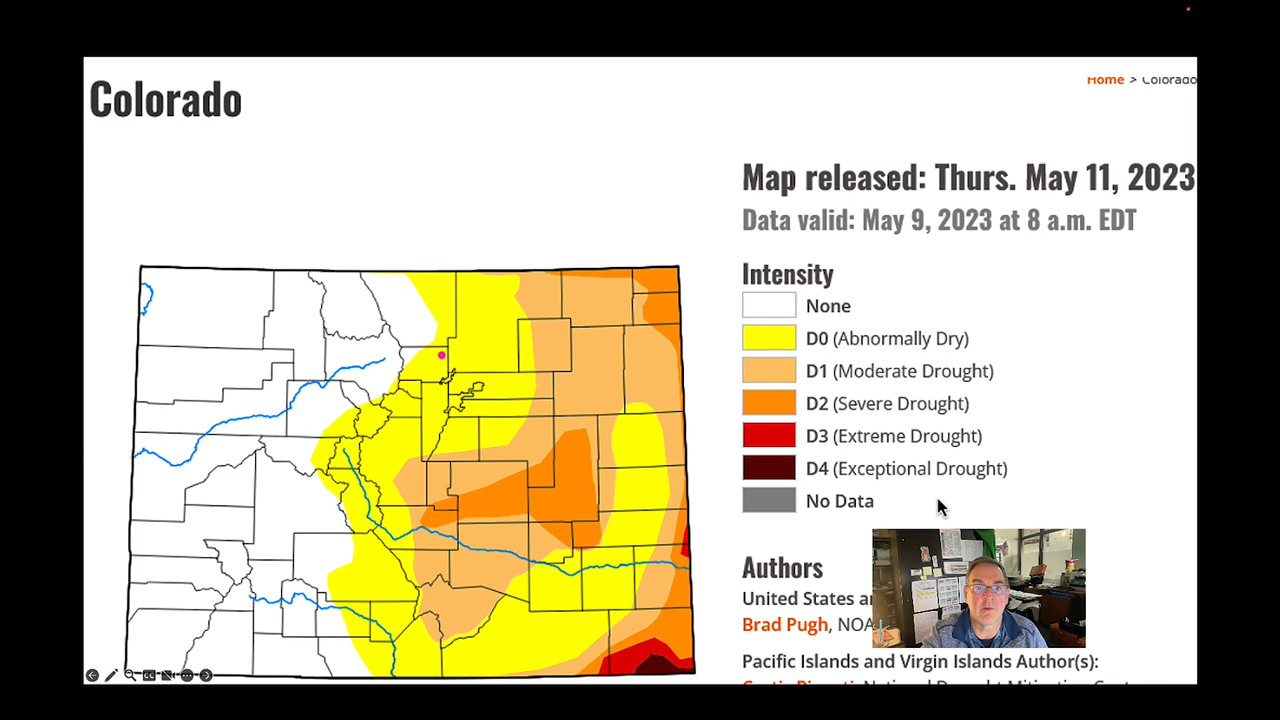 Colorado
Home > Colorado
Map released: Thurs. May 11, 2023
Data valid: May 9, 2023 at 8 a.m. EDT
Intensity
None
D0 (Abnormally Dry)
D1 (Moderate Drought)
D2 (Severe Drought)
D3 (Extreme Drought)
D4 (Exceptional Drought)
No Data
Authors
United States a
Brad Pugh, NOA
Pacific Islands and Virgin Islands Author(s):